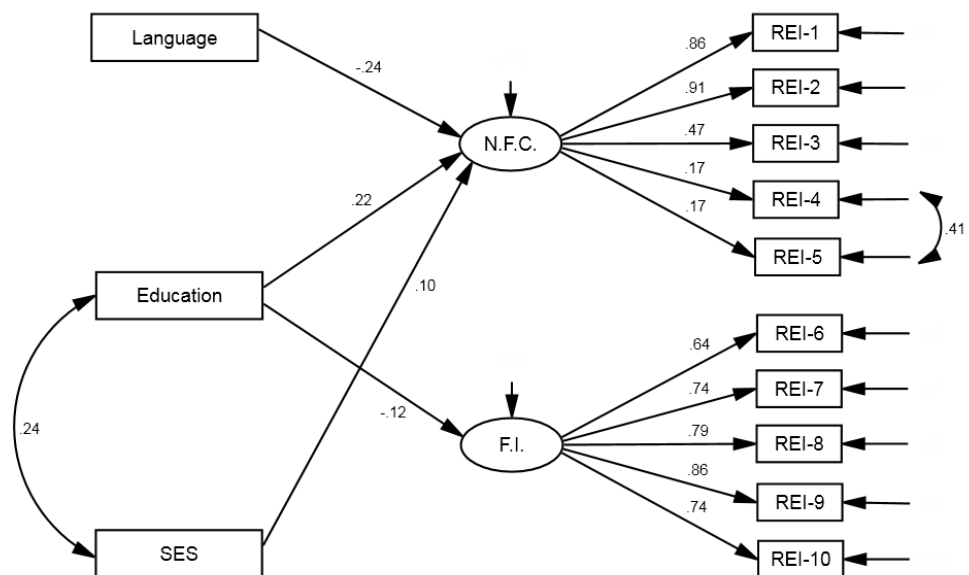 Language
-.24
N.F.C.
.86
REI-1
.91
REI-2
.47
REI-3
.17
REI-4
.17
REI-5
.41
Education
.22
.10
-.12
.24
SES
F.I.
.64
REI-6
.74
REI-7
.79
REI-8
.86
REI-9
.74
REI-10